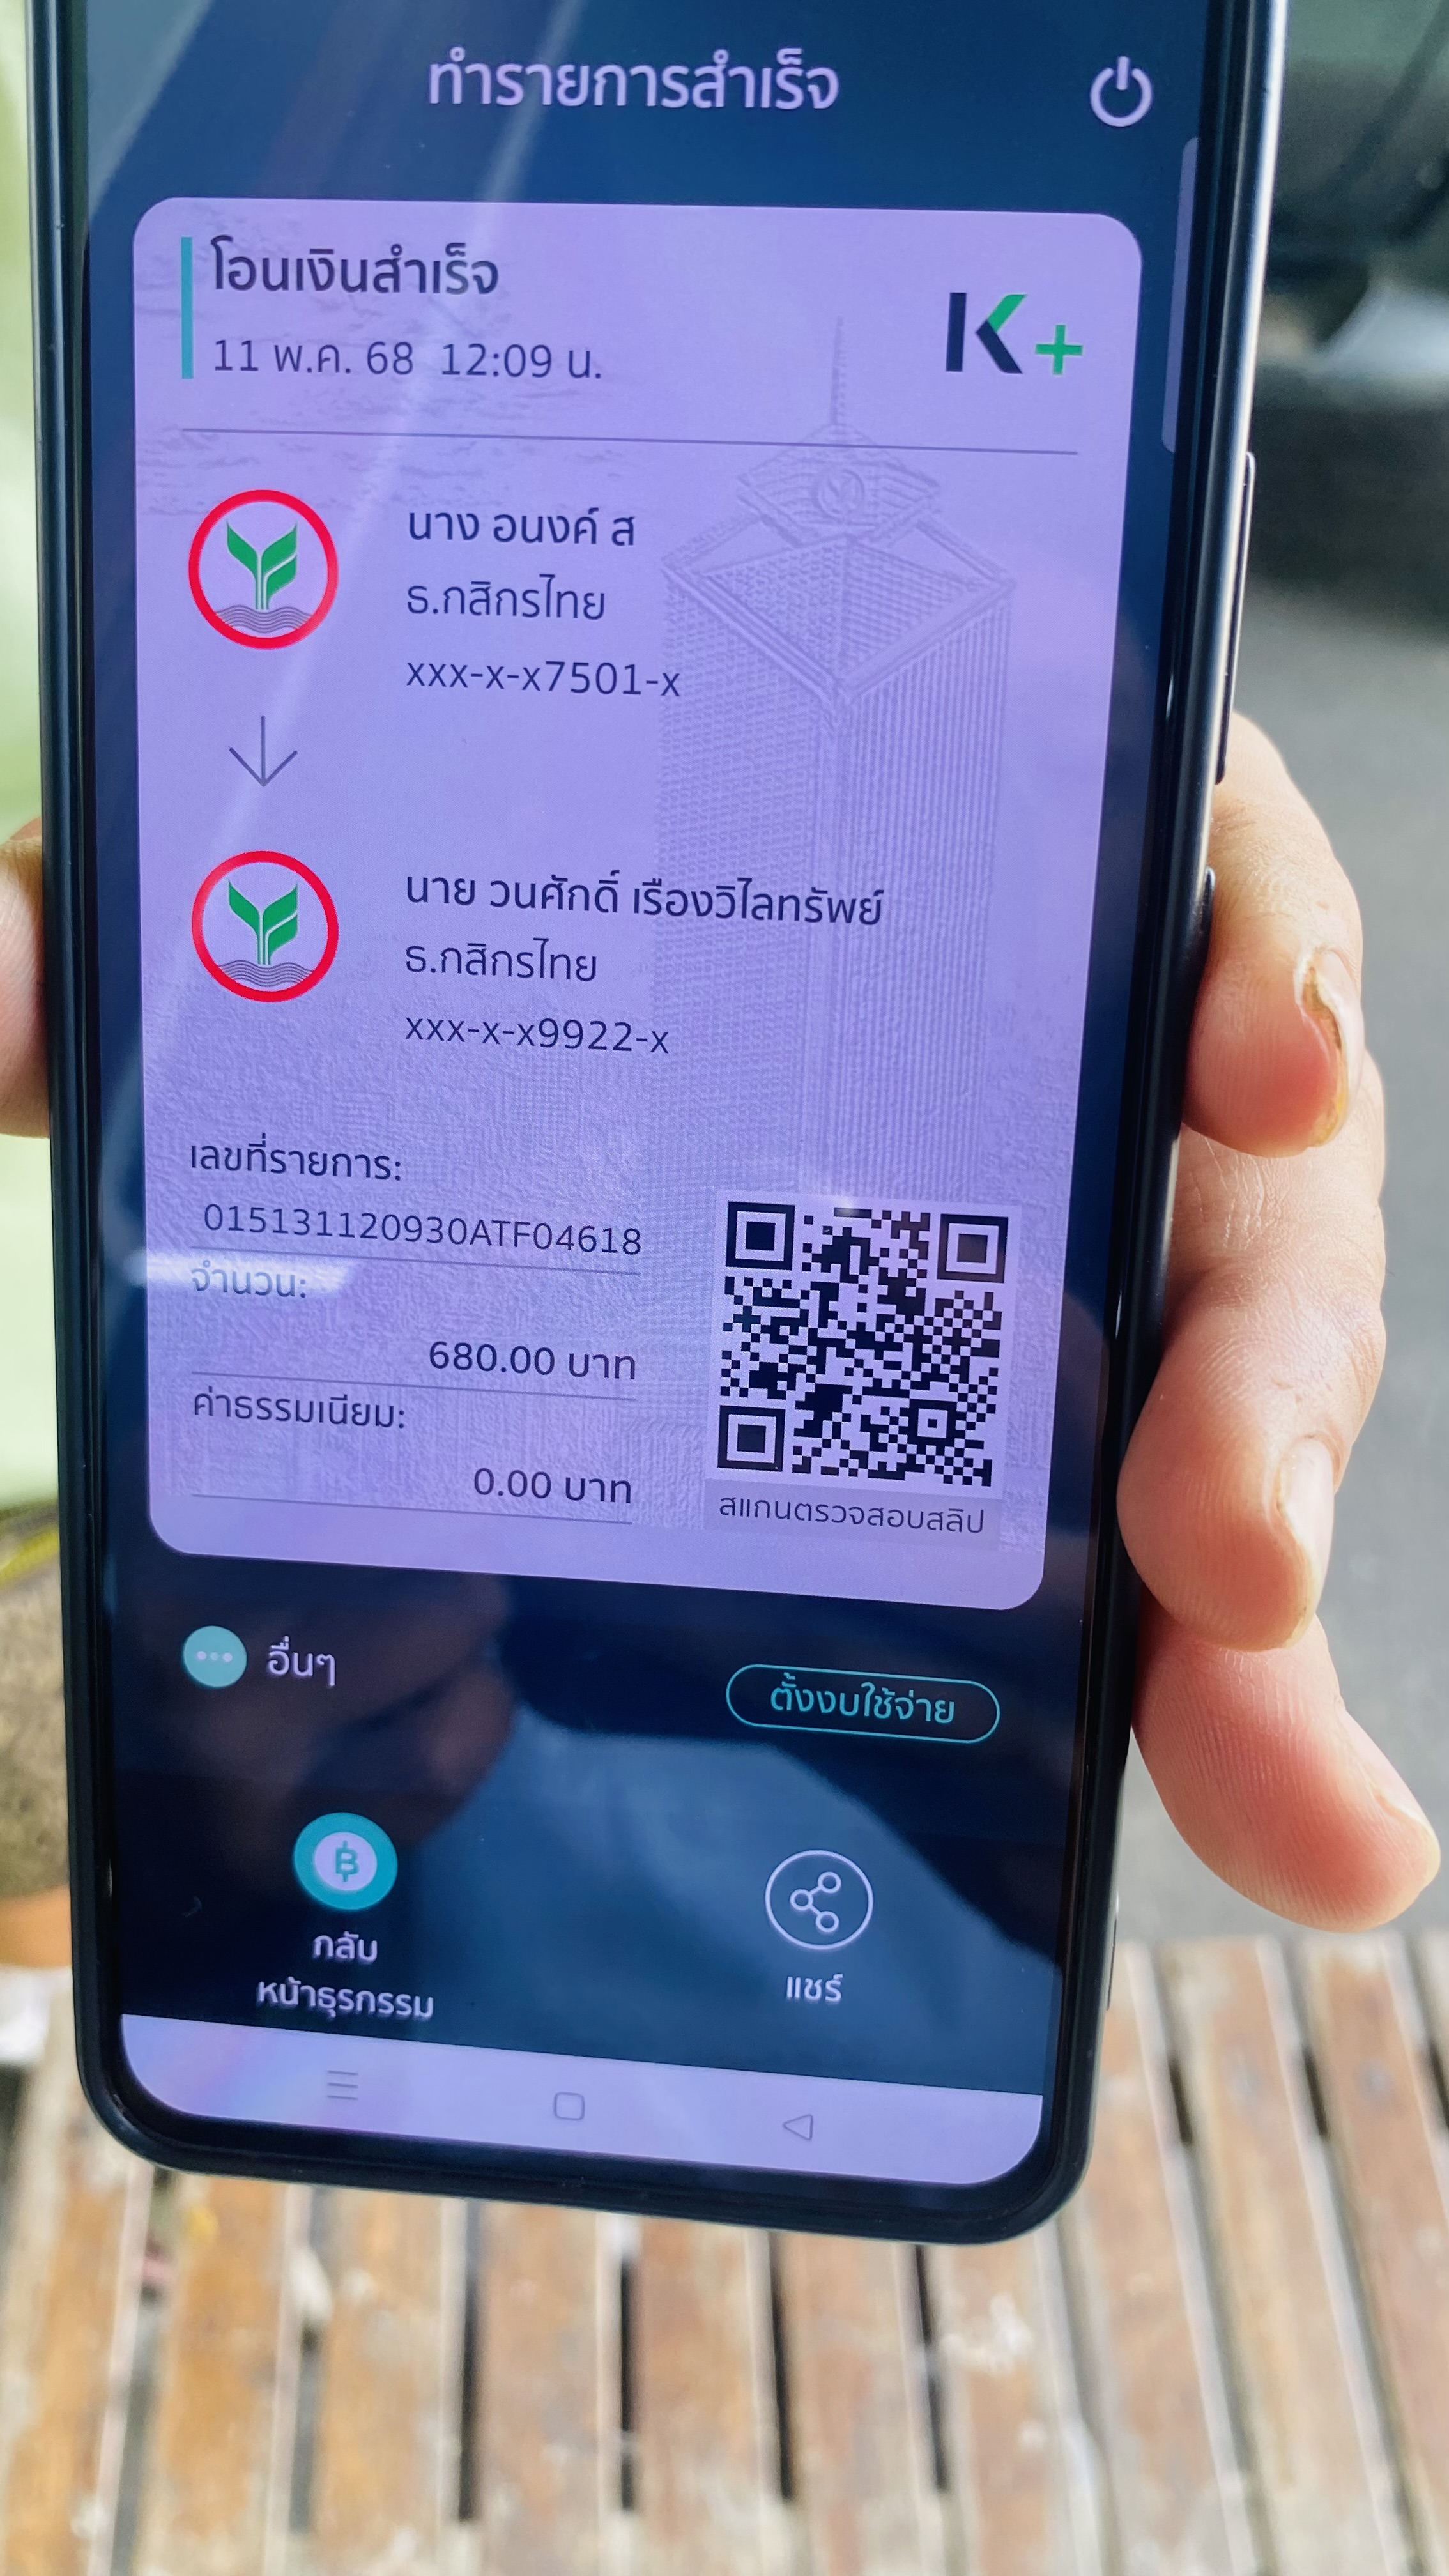 ทำรายการสำเร็จ
โอนเงินสำเร็จ
11 พ.ค. 68 12:09 น.
K+
นาง อนงค์ ส
ธ.กสิกรไทย
xxx-x-x7501-x
นาย วนศักดิ์ เรืองวิไลทรัพย์
ธ.กสิกรไทย
xxx-x-x9922-x
เลขที่รายการ:
015131120930ATF04618
จำนวน:
680.00 บาท
ค่าธรรมเนียม:
0.00 บาท
สแกนตรวจสอบสลิป
อื่นๆ
ตั้งงบใช้จ่าย
กลับ
หน้าธุรกรรม
แชร์